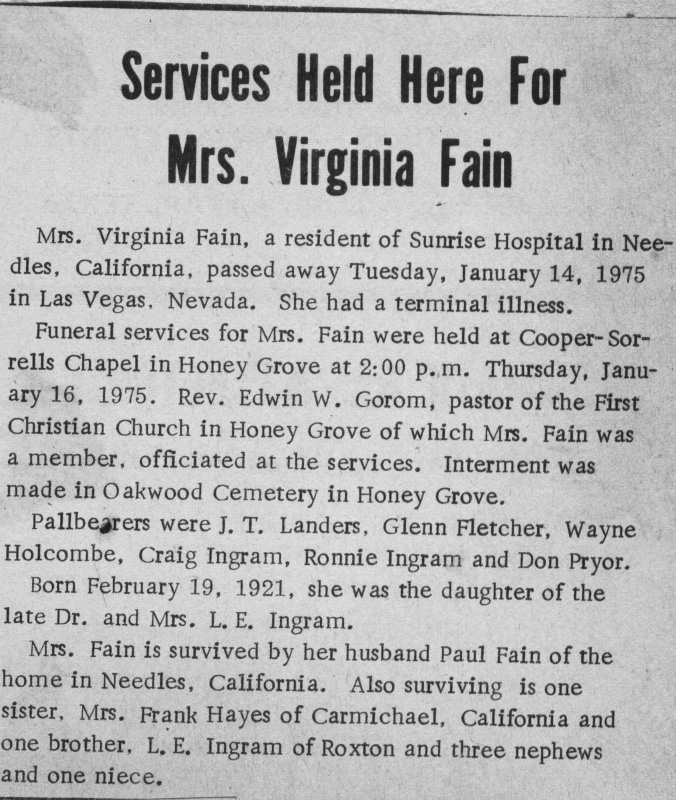 Services Held Here For
Mrs. Virginia Fain
Mrs. Virginia Fain, a resident of Sunrise Hospital in Nee-
dles, California, passed away Tuesday, January 14, 1975
in Las Vegas, Nevada. She had a terminal illness.
Funeral services for Mrs. Fain were held at Cooper-Sor-
rells Chapel in Honey Grove at 2:00 p.m. Thursday, Janu-
ary 16, 1975. Rev. Edwin W. Gorom, pastor of the First
Christian Church in Honey Grove of which Mrs. Fain was
a member, officiated at the services. Interment was
made in Oakwood Cemetery in Honey Grove.
Pallbearers were J. T. Landers, Glenn Fletcher, Wayne
Holcombe, Craig Ingram, Ronnie Ingram and Don Pryor.
Born February 19, 1921, she was the daughter of the
late Dr. and Mrs. L. E. Ingram.
Mrs. Fain is survived by her husband Paul Fain of the
home in Needles, California. Also surviving is one
sister, Mrs. Frank Hayes of Carmichael, California and
one brother, L. E. Ingram of Roxton and three nephews
and one niece.